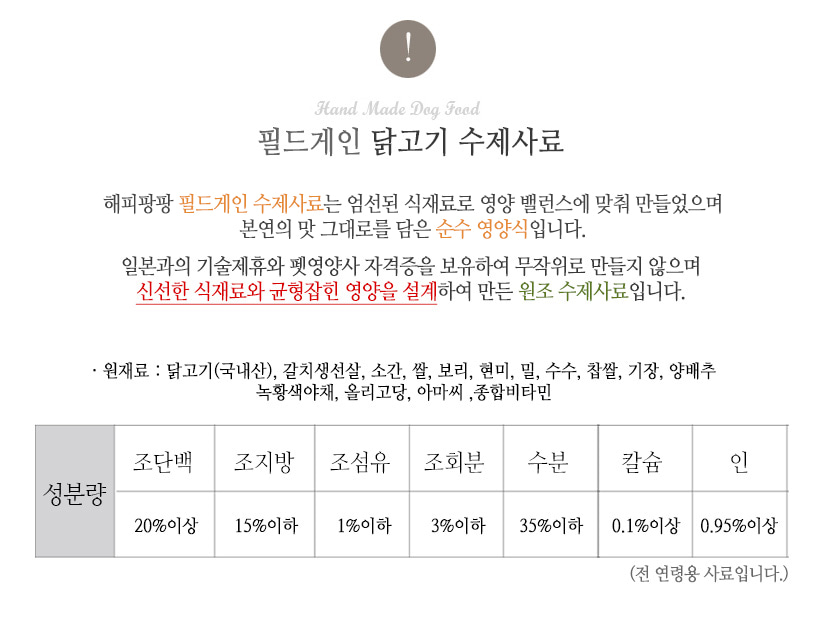 !
Hand Made Dog Food
필드게인 닭고기 수제사료
해피팡팡 필드게인 수제사료는 엄선된 식재료로 영양 밸런스에 맞춰 만들었으며
본연의 맛 그대로를 담은 순수 영양식입니다.
일본과의 기술제휴와 펫영양사 자격증을 보유하여 무작위로 만들지 않으며
신선한 식재료와 균형잡힌 영양을 설계하여 만든 원조 수제사료입니다.
· 원재료 : 닭고기(국내산), 갈치생선살, 소간, 쌀, 보리, 현미, 밀, 수수, 찹쌀, 기장, 양배추
녹황색야채, 올리고당, 아마씨 ,종합비타민
성분량 조단백 조지방 조섬유 조회분 수분 칼슘 인
20%이상 15%이하 1%이하 3%이하 35%이하 0.1%이상 0.95%이상
(전 연령용 사료입니다.)